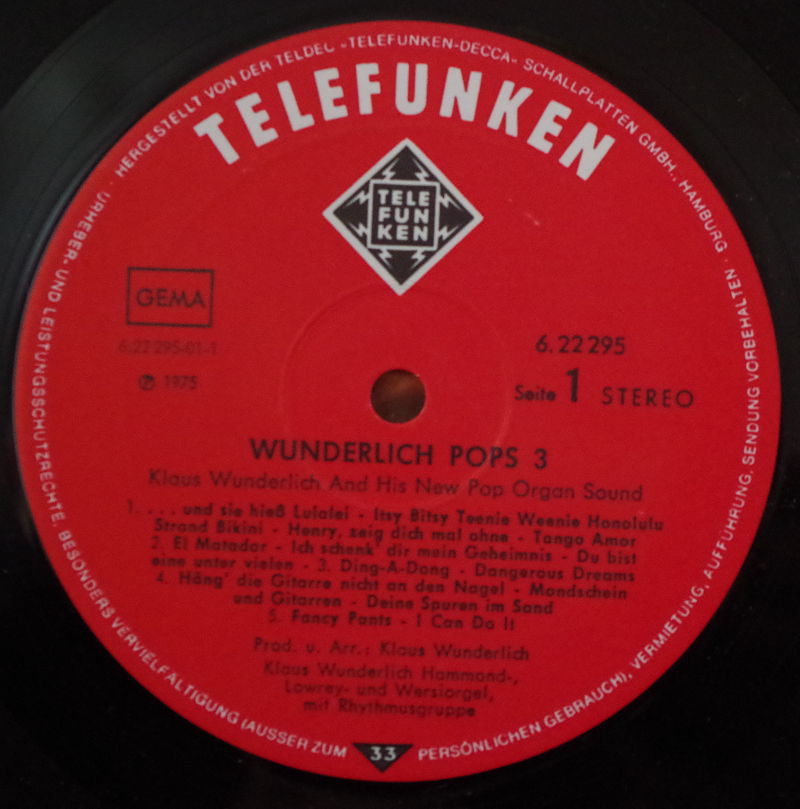 HERGESTELLT VON DER TELDEC »TELEFUNKEN-DECCA« SCHALLPLATTEN GMBH., HAMBURG ·
TELEFUNKEN
TELE
FUN
KEN
GEMA
6.22 295-01-1
Ⓟ 1975
6.22295
Seite 1 STEREO
WUNDERLICH POPS 3
Klaus Wunderlich And His New Pop Organ Sound
1. . . . und sie hieß Lulalei - Itsy Bitsy Teenie Weenie Honolulu
Strand Bikini - Henry, zeig dich mal ohne - Tango Amor
2. El Matador - Ich schenk' dir mein Geheimnis - Du bist
eine unter vielen - 3. Ding-A-Dong - Dangerous Dreams
4. Häng' die Gitarre nicht an den Nagel - Mondschein
und Gitarren - Deine Spuren im Sand
5. Fancy Pants - I Can Do It
Prod. u. Arr.: Klaus Wunderlich
Klaus Wunderlich Hammond-,
Lowrey- und Wersiorgel,
mit Rhythmusgruppe
URHEBER- UND LEISTUNGSSCHUTZRECHTE, BESONDERS VERVIELFÄLTIGUNG (AUSSER ZUM
33
PERSÖNLICHEN GEBRAUCH), VERMIETUNG, AUFFÜHRUNG, SENDUNG VORBEHALTEN ·